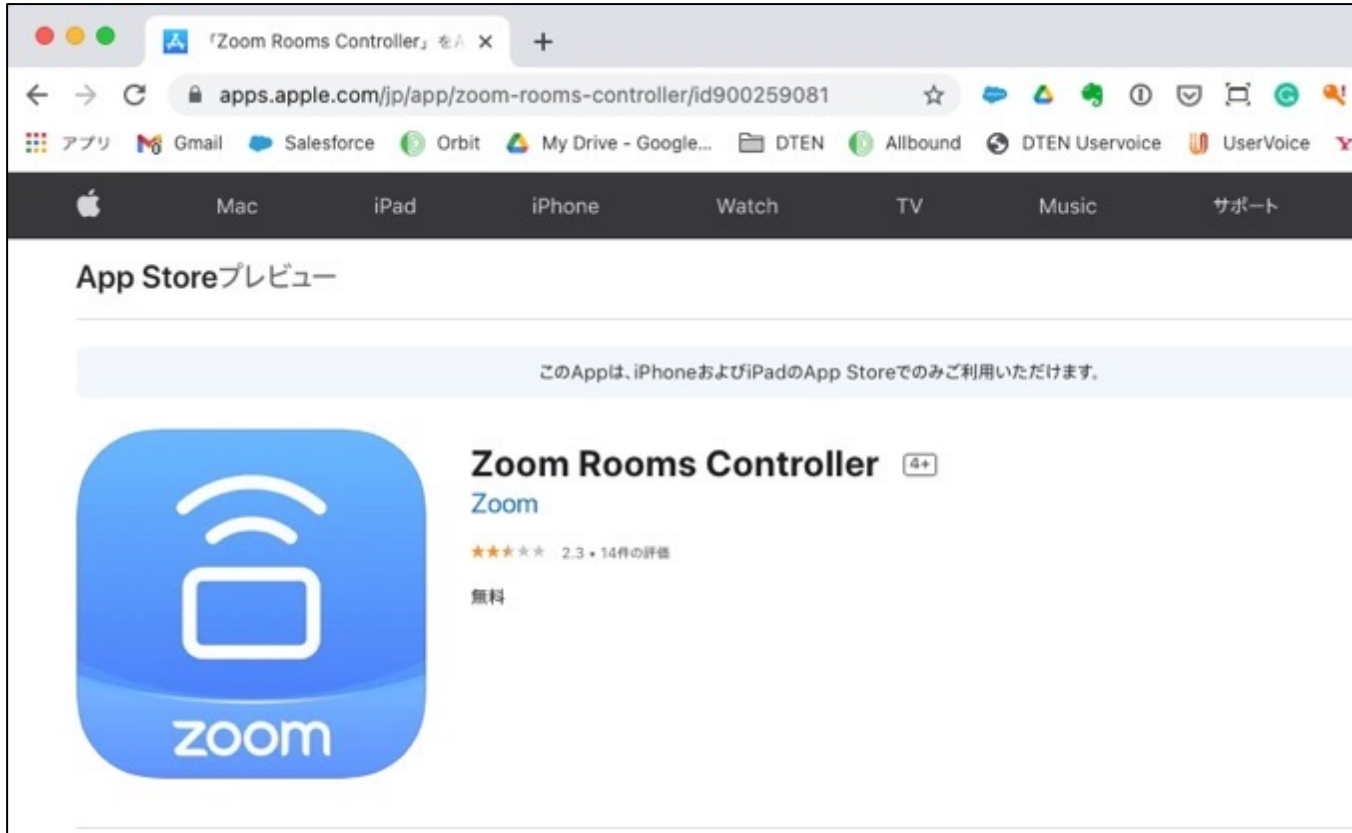 「Zoom Rooms Controller」をA
apps.apple.com/jp/app/zoom-rooms-controller/id900259081
アプリ Gmail Salesforce Orbit My Drive - Google... DTEN Allbound DTEN Uservoice UserVoice
Mac iPad iPhone Watch TV Music サポート
App Storeプレビュー
このAppは、iPhoneおよびiPadのApp Storeでのみご利用いただけます。
Zoom Rooms Controller 4+
Zoom
2.3 • 14件の評価
無料
zoom